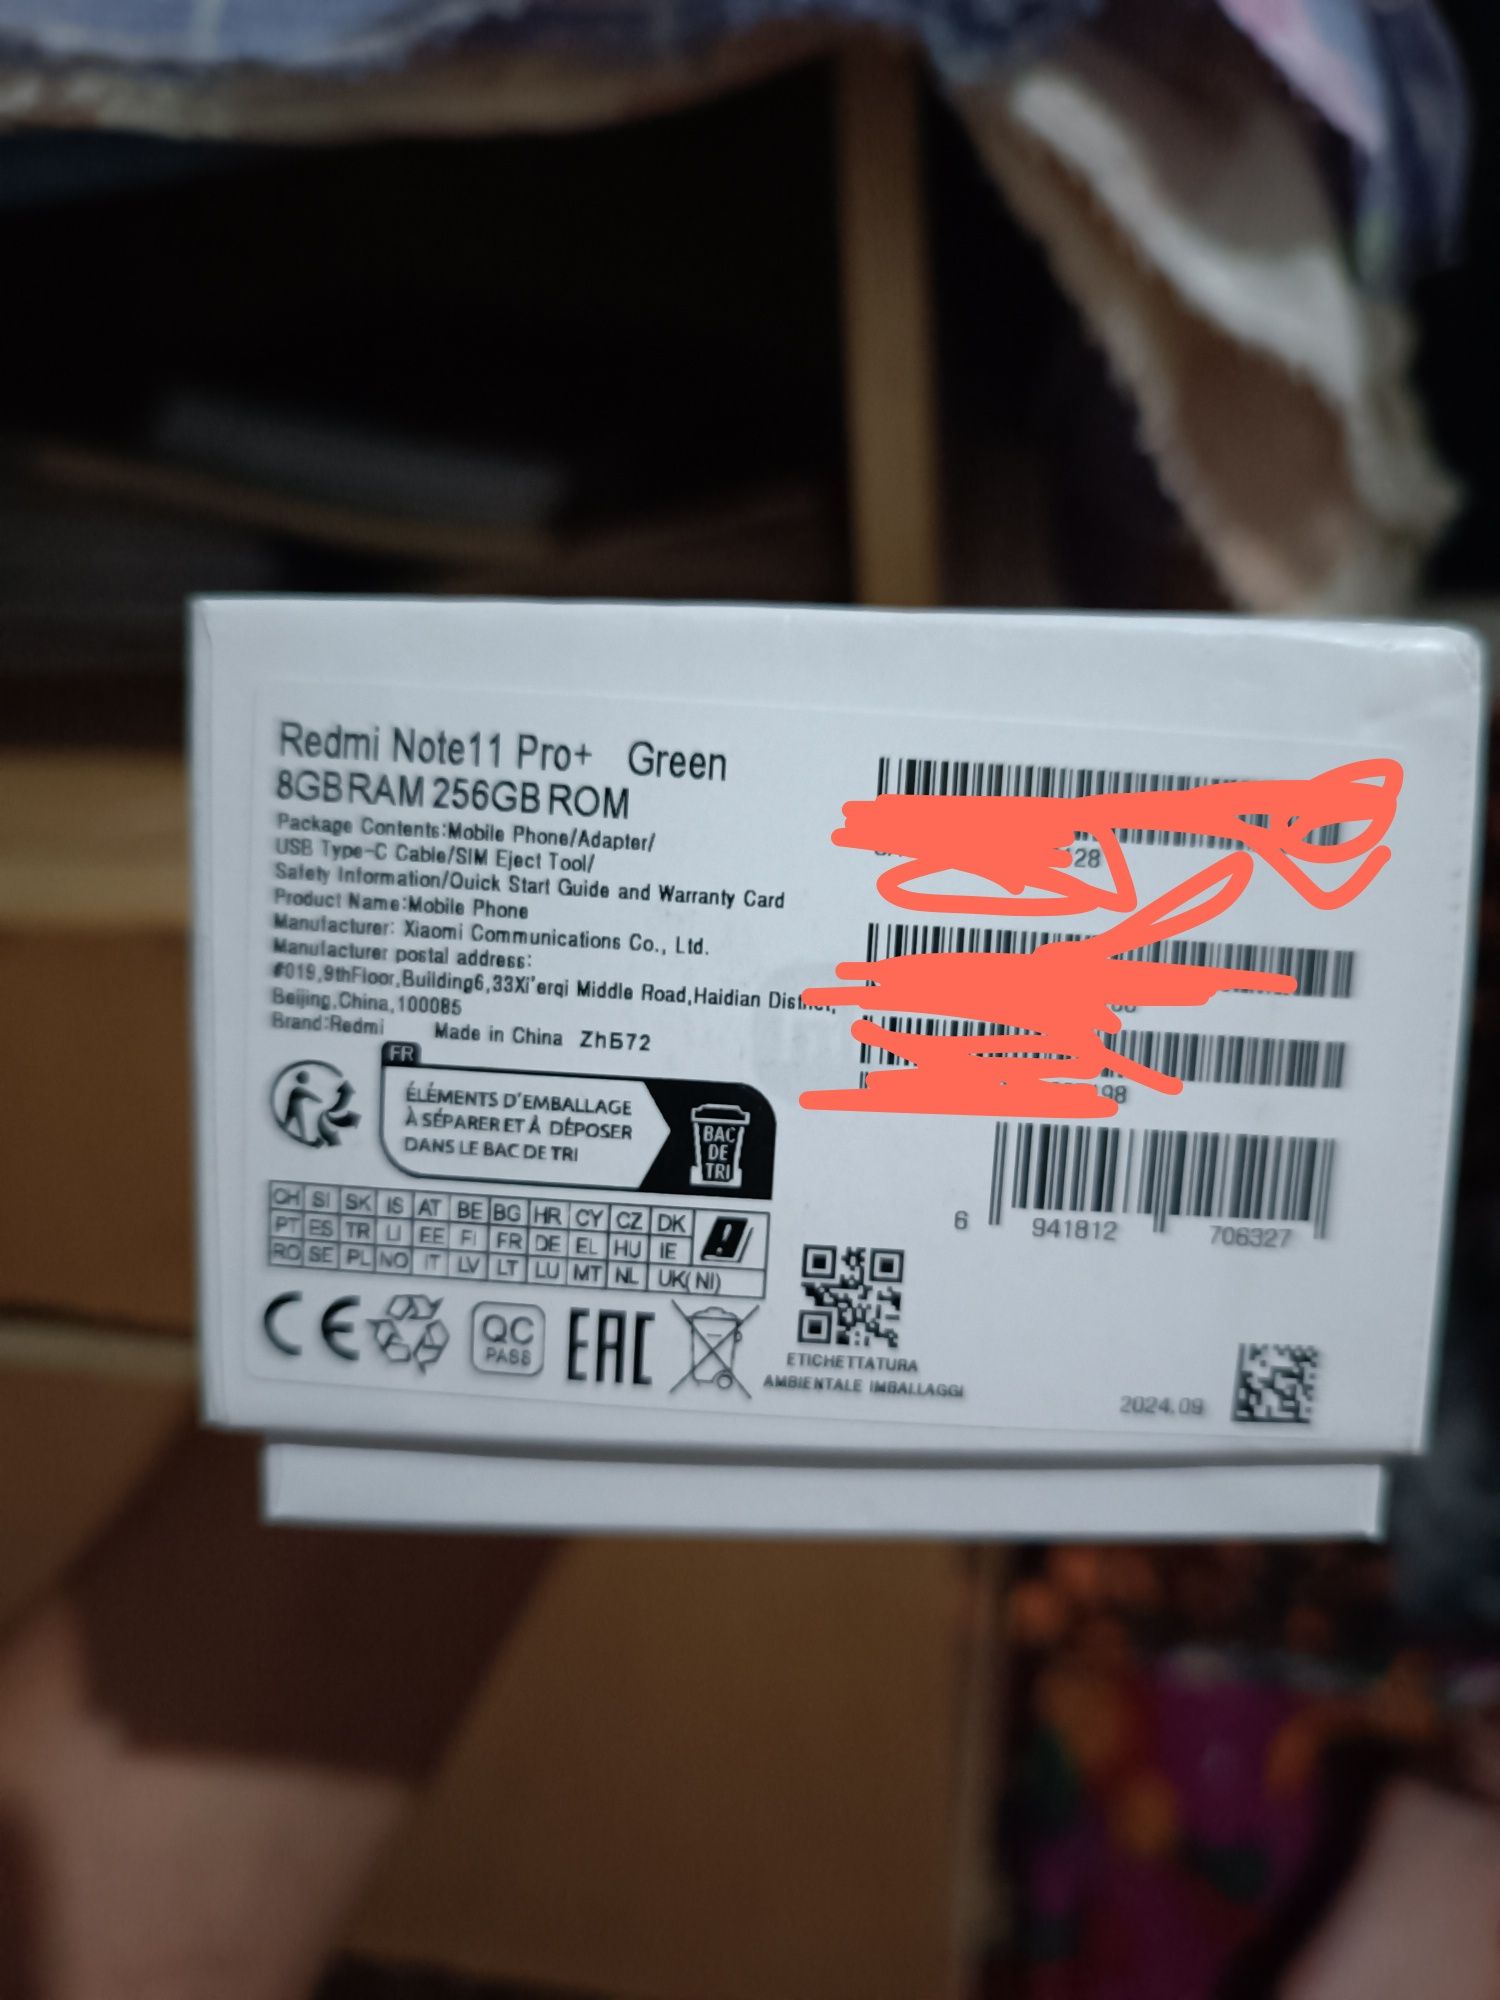 Redmi Note11 Pro+ Green
8GB RAM 256GB ROM
Package Contents:Mobile Phone/Adapter/
USB Type-C Cable/SIM Eject Tool/
Safety Information/Quick Start Guide and Warranty Card
Product Name:Mobile Phone
Manufacturer: Xiaomi Communications Co., Ltd.
Manufacturer postal address:
#019,9thFloor,Building6,33Xi'erqi Middle Road,Haidian District,
Beijing,China,100085
Brand:Redmi Made in China ZhБ72
FR
ÉLÉMENTS D'EMBALLAGE
À SÉPARER ET À DÉPOSER
DANS LE BAC DE TRI
BAC
DE
TRI
CH SI SK IS AT BE BG HR CY CZ DK
PT ES TR LI EE FI FR DE EL HU IE
RO SE PL NO IT LV LT LU MT NL UK(NI)
CE
QC
PASS
EAC
ETICHETTATURA
AMBIENTALE IMBALLAGGI
128
198
6 941812 706327
2024.09